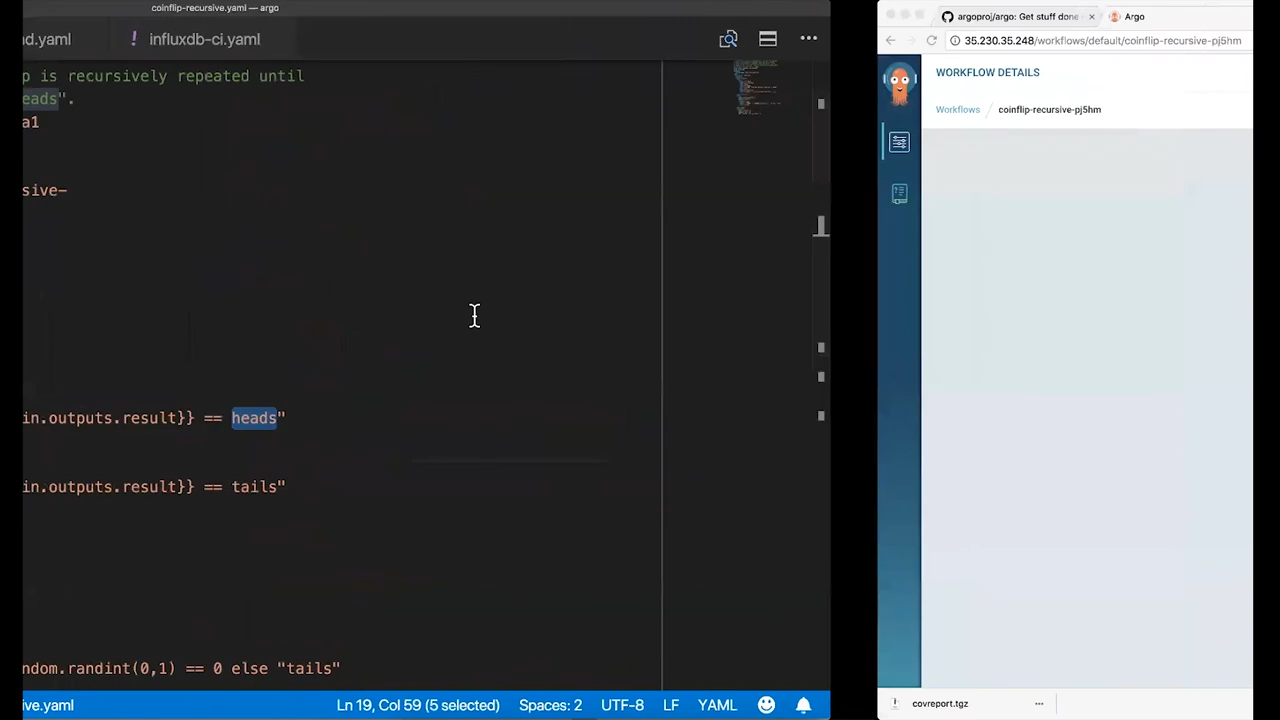 coinflip-recursive.yaml — argo
nd.yaml
! influxdb-ci.yaml
p is recursively repeated until
eads".
a1
sive-
in.outputs.result}} == heads"
in.outputs.result}} == tails"
ndom.randint(0,1) == 0 else "tails"
ive.yaml
Ln 19, Col 59 (5 selected)
Spaces: 2
UTF-8
LF
YAML
argoproj/argo: Get stuff done
Argo
35.230.35.248/workflows/default/coinflip-recursive-pj5hm
WORKFLOW DETAILS
Workflows / coinflip-recursive-pj5hm
covreport.tgz